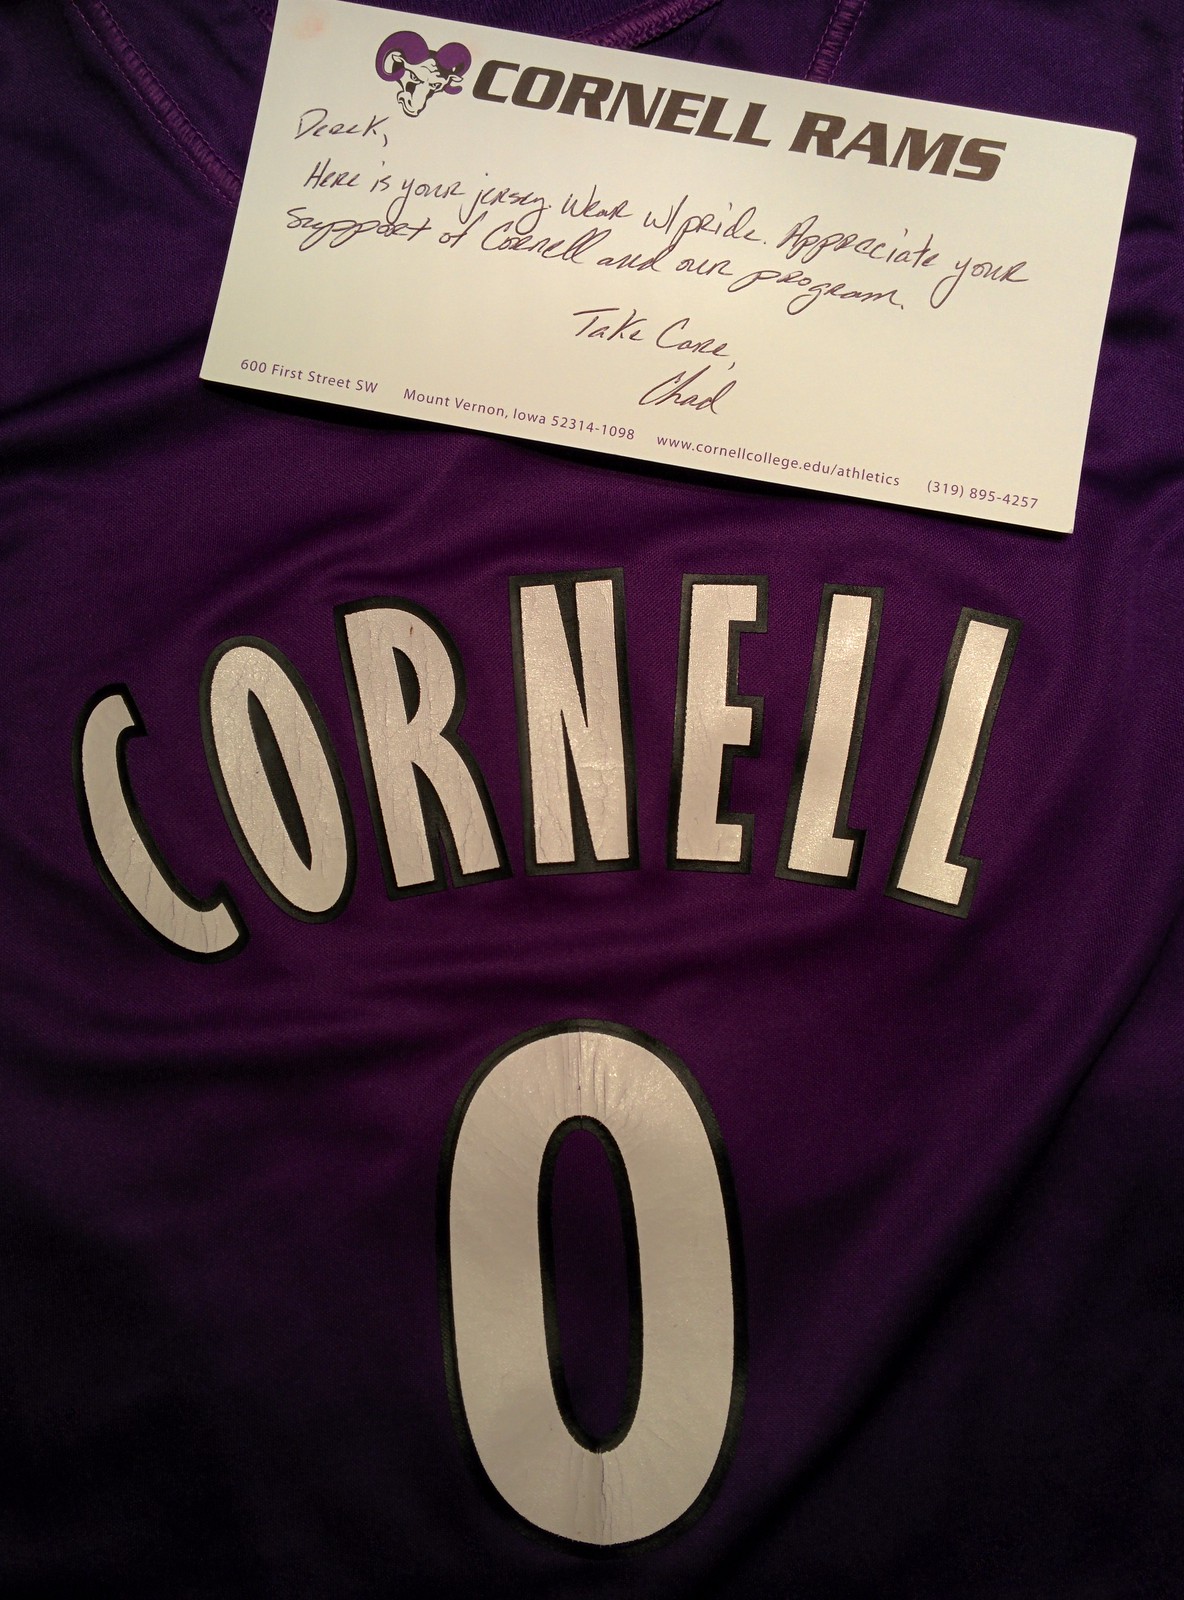 CORNELL RAMS
Derek,
Here is your jersey. Wear w/ pride. Appreciate your
support of Cornell and our program.
Take Care,
Chad
600 First Street SW Mount Vernon, Iowa 52314-1098 www.cornellcollege.edu/athletics (319) 895-4257
CORNELL
0